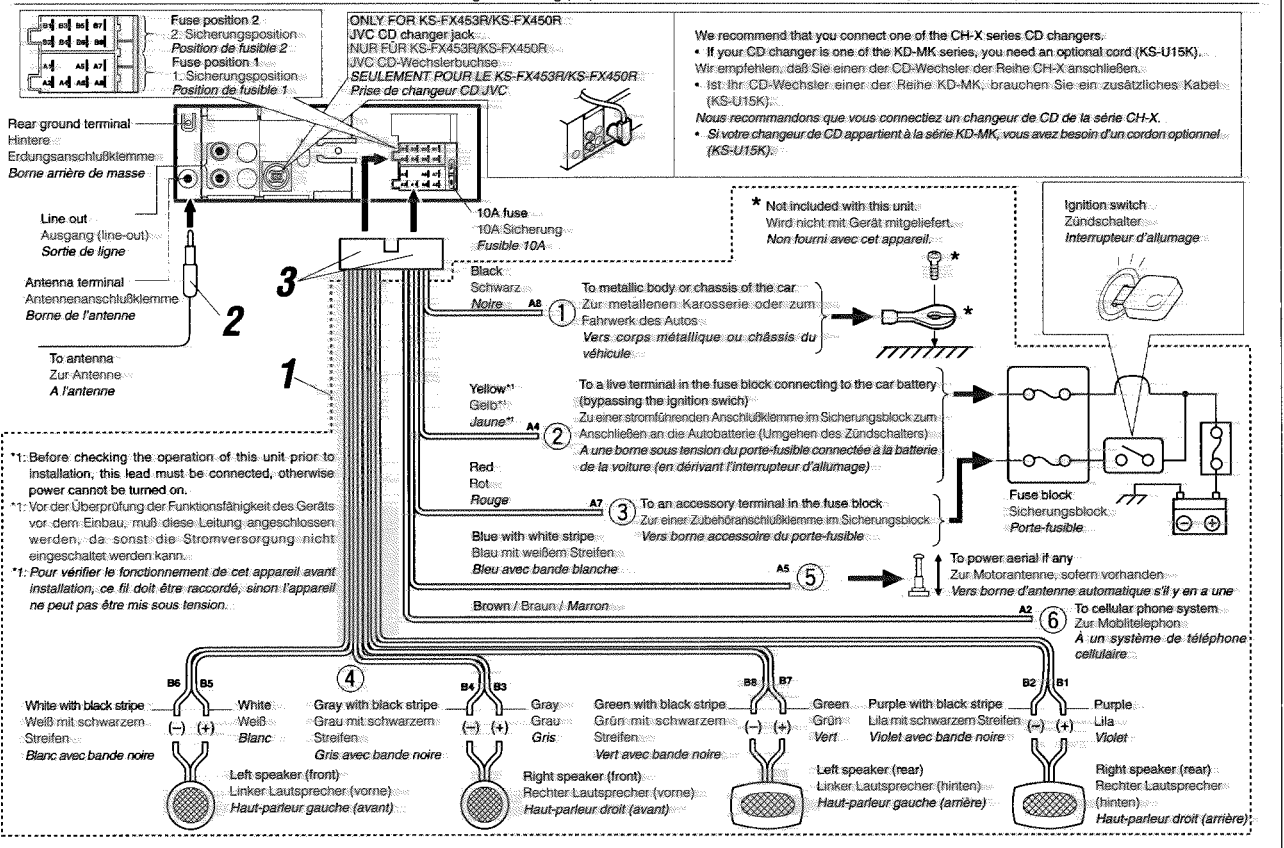 B1 B3 B5 B7
B2 B4 B6 B8
A1 A5 A7
A2 A4 A6 A8
Fuse position 2
2. Sicherungsposition
Position de fusible 2
Fuse position 1
1. Sicherungsposition
Position de fusible 1
ONLY FOR KS-FX453R/KS-FX450R
JVC CD changer jack
NUR FÜR KS-FX453R/KS-FX450R
JVC CD-Wechslerbuchse
SEULEMENT POUR LE KS-FX453R/KS-FX450R
Prise de changeur CD JVC
We recommend that you connect one of the CH-X series CD changers.
• If your CD changer is one of the KD-MK series, you need an optional cord (KS-U15K).
Wir empfehlen, daß Sie einen der CD-Wechsler der Reihe CH-X anschließen.
• Ist Ihr CD-Wechsler einer der Reihe KD-MK, brauchen Sie ein zusätzliches Kabel
(KS-U15K).
Nous recommandons que vous connectiez un changeur de CD de la série CH-X.
• Si votre changeur de CD appartient à la série KD-MK, vous avez besoin d'un cordon optionnel
(KS-U15K).
Rear ground terminal
Hintere
Erdungsanschlußklemme
Borne arrière de masse
Line out
Ausgang (line-out)
Sortie de ligne
Antenna terminal
Antennenanschlußklemme
Borne de l'antenne
2
To antenna
Zur Antenne
A l'antenne
10A fuse
10A Sicherung
Fusible 10A
3
1
* Not included with this unit.
Wird nicht mit Gerät mitgeliefert.
Non fourni avec cet appareil.
*
*
Ignition switch
Zündschalter
Interrupteur d'allumage
Black
Schwarz
Noire
A8
1
To metallic body or chassis of the car
Zur metallenen Karosserie oder zum
Fahrwerk des Autos
Vers corps métallique ou châssis du
véhicule
Yellow*1
Gelb*1
Jaune*1
A4
2
To a live terminal in the fuse block connecting to the car battery
(bypassing the ignition swich)
Zu einer stromführenden Anschlußklemme im Sicherungsblock zum
Anschließen an die Autobatterie (Umgehen des Zündschalters)
A une borne sous tension du porte-fusible connectée à la batterie
de la voiture (en dérivant l'interrupteur d'allumage)
Red
Rot
Rouge
A7
3
To an accessory terminal in the fuse block
Zur einer Zubehöranschlußklemme im Sicherungsblock
Vers borne accessoire du porte-fusible
Fuse block
Sicherungsblock
Porte-fusible
Blue with white stripe
Blau mit weißem Streifen
Bleu avec bande blanche
A5
5
To power aerial if any
Zur Motorantenne, sofern vorhanden
Vers borne d'antenne automatique s'il y en a une
Brown / Braun / Marron
A2
6
To cellular phone system
Zur Moblitelephon
À un système de téléphone
cellulaire
*1: Before checking the operation of this unit prior to
installation, this lead must be connected, otherwise
power cannot be turned on.
*1: Vor der Überprüfung der Funktionsfähigkeit des Geräts
vor dem Einbau, muß diese Leitung angeschlossen
werden, da sonst die Stromversorgung nicht
eingeschaltet werden kann.
*1: Pour vérifier le fonctionnement de cet appareil avant
installation, ce fil doit être raccordé, sinon l'appareil
ne peut pas être mis sous tension.
4
B6 B5
White with black stripe
Weiß mit schwarzem
Streifen
Blanc avec bande noire
(–) (+)
White
Weiß
Blanc
Left speaker (front)
Linker Lautsprecher (vorne)
Haut-parleur gauche (avant)
B4 B3
Gray with black stripe
Grau mit schwarzem
Streifen
Gris avec bande noire
(–) (+)
Gray
Grau
Gris
Right speaker (front)
Rechter Lautsprecher (vorne)
Haut-parleur droit (avant)
B8 B7
Green with black stripe
Grün mit schwarzem
Streifen
Vert avec bande noire
(–) (+)
Green
Grün
Vert
Left speaker (rear)
Linker Lautsprecher (hinten)
Haut-parleur gauche (arrière)
B2 B1
Purple with black stripe
Lila mit schwarzem Streifen
Violet avec bande noire
(–) (+)
Purple
Lila
Violet
Right speaker (rear)
Rechter Lautsprecher
(hinten)
Haut-parleur droit (arrière)